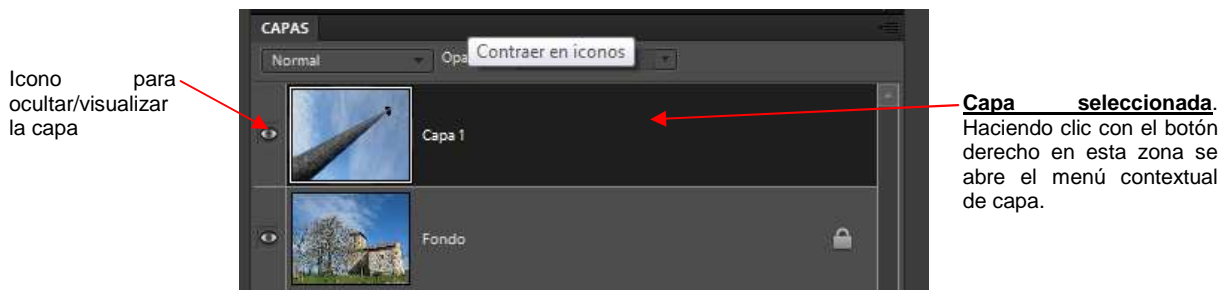 CAPAS
Normal
Opa
Contraer en iconos
Icono para
ocultar/visualizar
la capa
Capa 1
Capa seleccionada.
Haciendo clic con el botón
derecho en esta zona se
abre el menú contextual
de capa.
Fondo